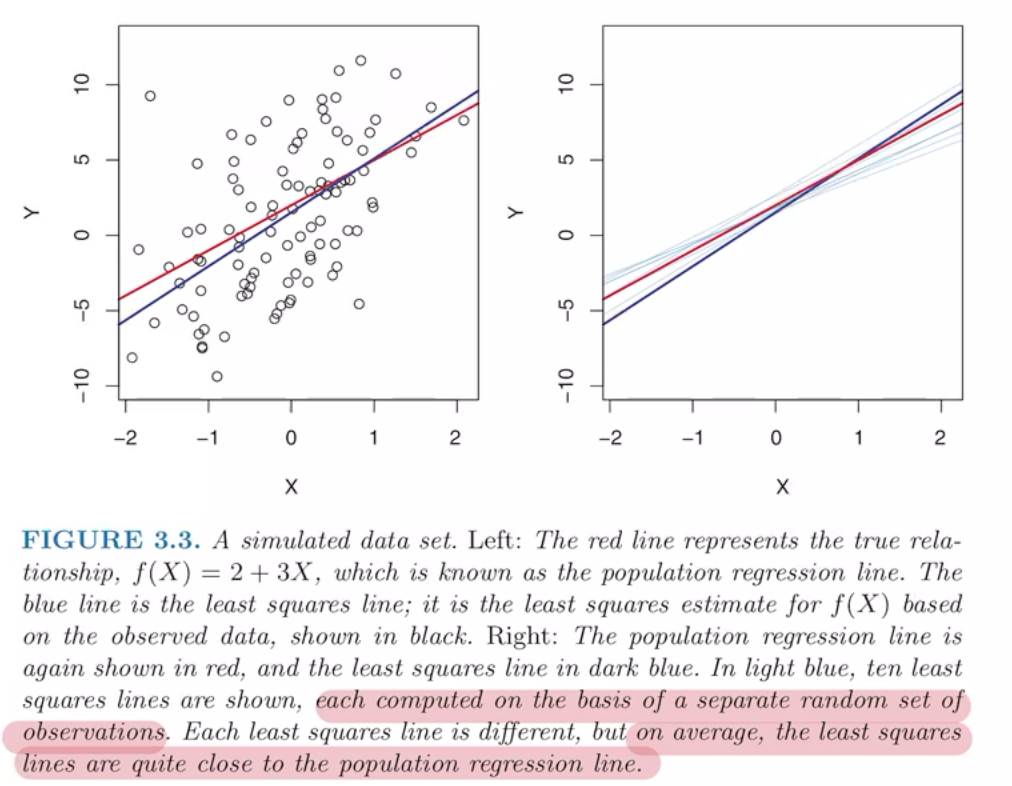 10
5
0
−5
−10
Y
−2 −1 0 1 2
X
10
5
0
−5
−10
Y
−2 −1 0 1 2
X
FIGURE 3.3. A simulated data set. Left: The red line represents the true rela-
tionship, f(X) = 2 + 3X, which is known as the population regression line. The
blue line is the least squares line; it is the least squares estimate for f(X) based
on the observed data, shown in black. Right: The population regression line is
again shown in red, and the least squares line in dark blue. In light blue, ten least
squares lines are shown, each computed on the basis of a separate random set of
observations. Each least squares line is different, but on average, the least squares
lines are quite close to the population regression line.